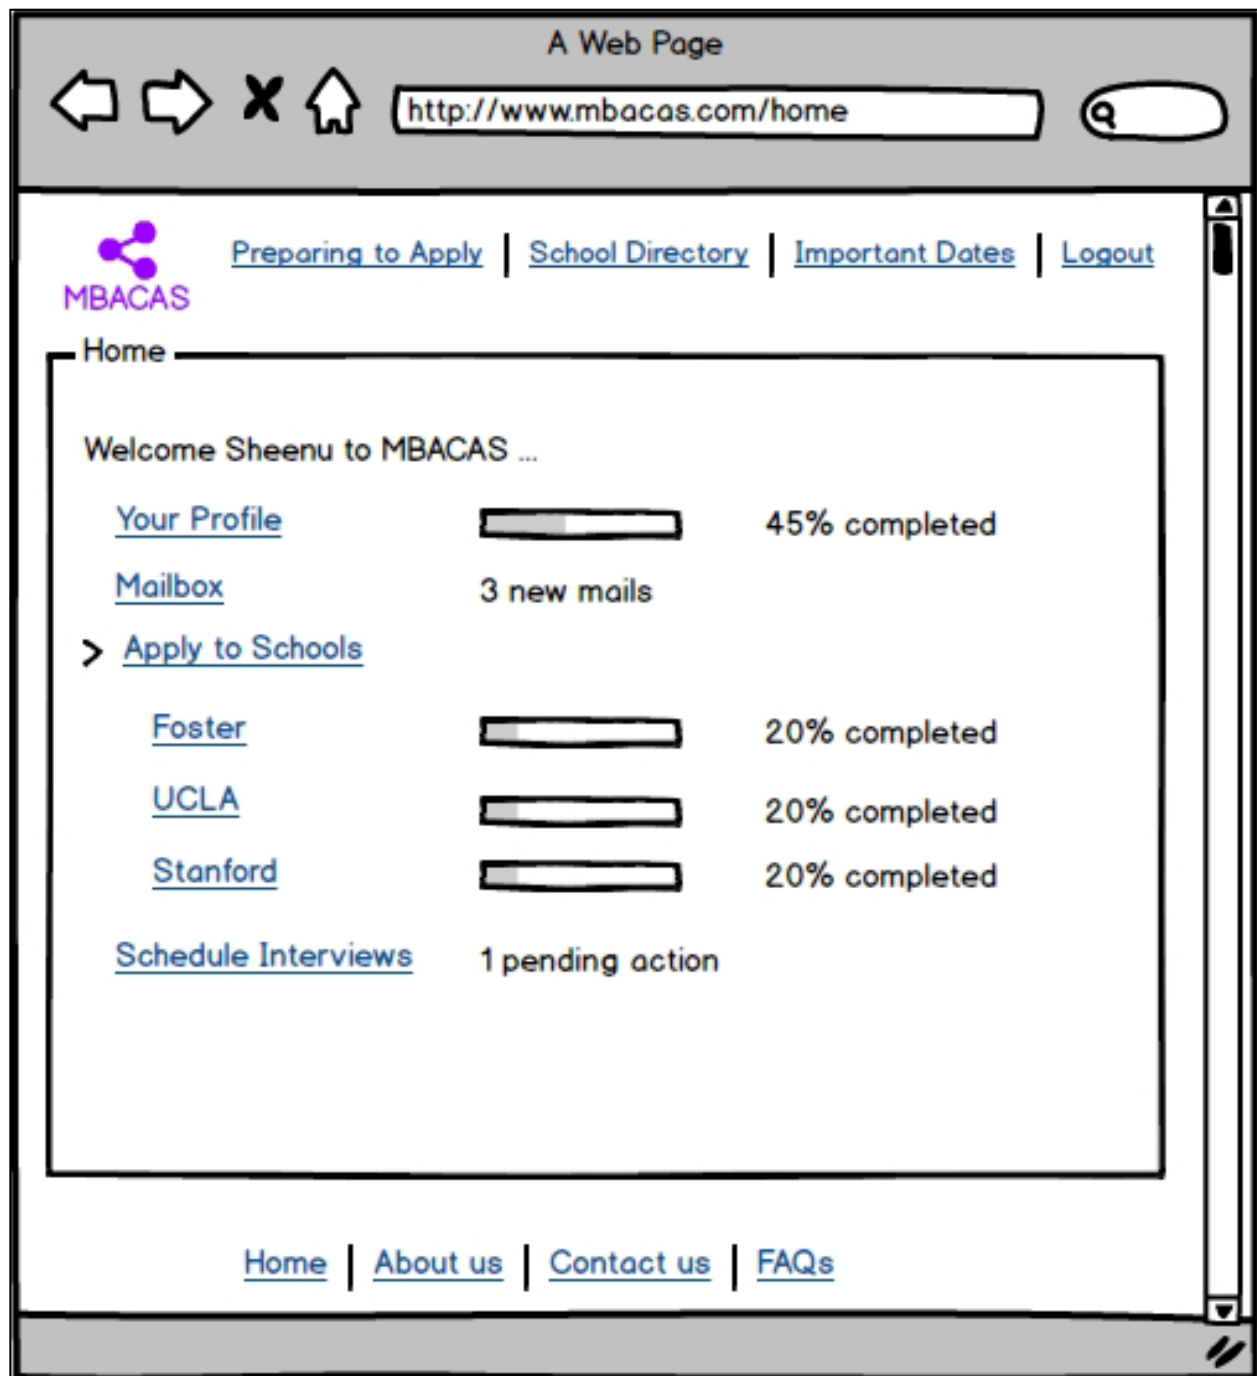 A Web Page
http://www.mbacas.com/home
MBACAS
Preparing to Apply | School Directory | Important Dates | Logout
Home
Welcome Sheenu to MBACAS ...
Your Profile 45% completed
Mailbox 3 new mails
> Apply to Schools
Foster 20% completed
UCLA 20% completed
Stanford 20% completed
Schedule Interviews 1 pending action
Home | About us | Contact us | FAQs